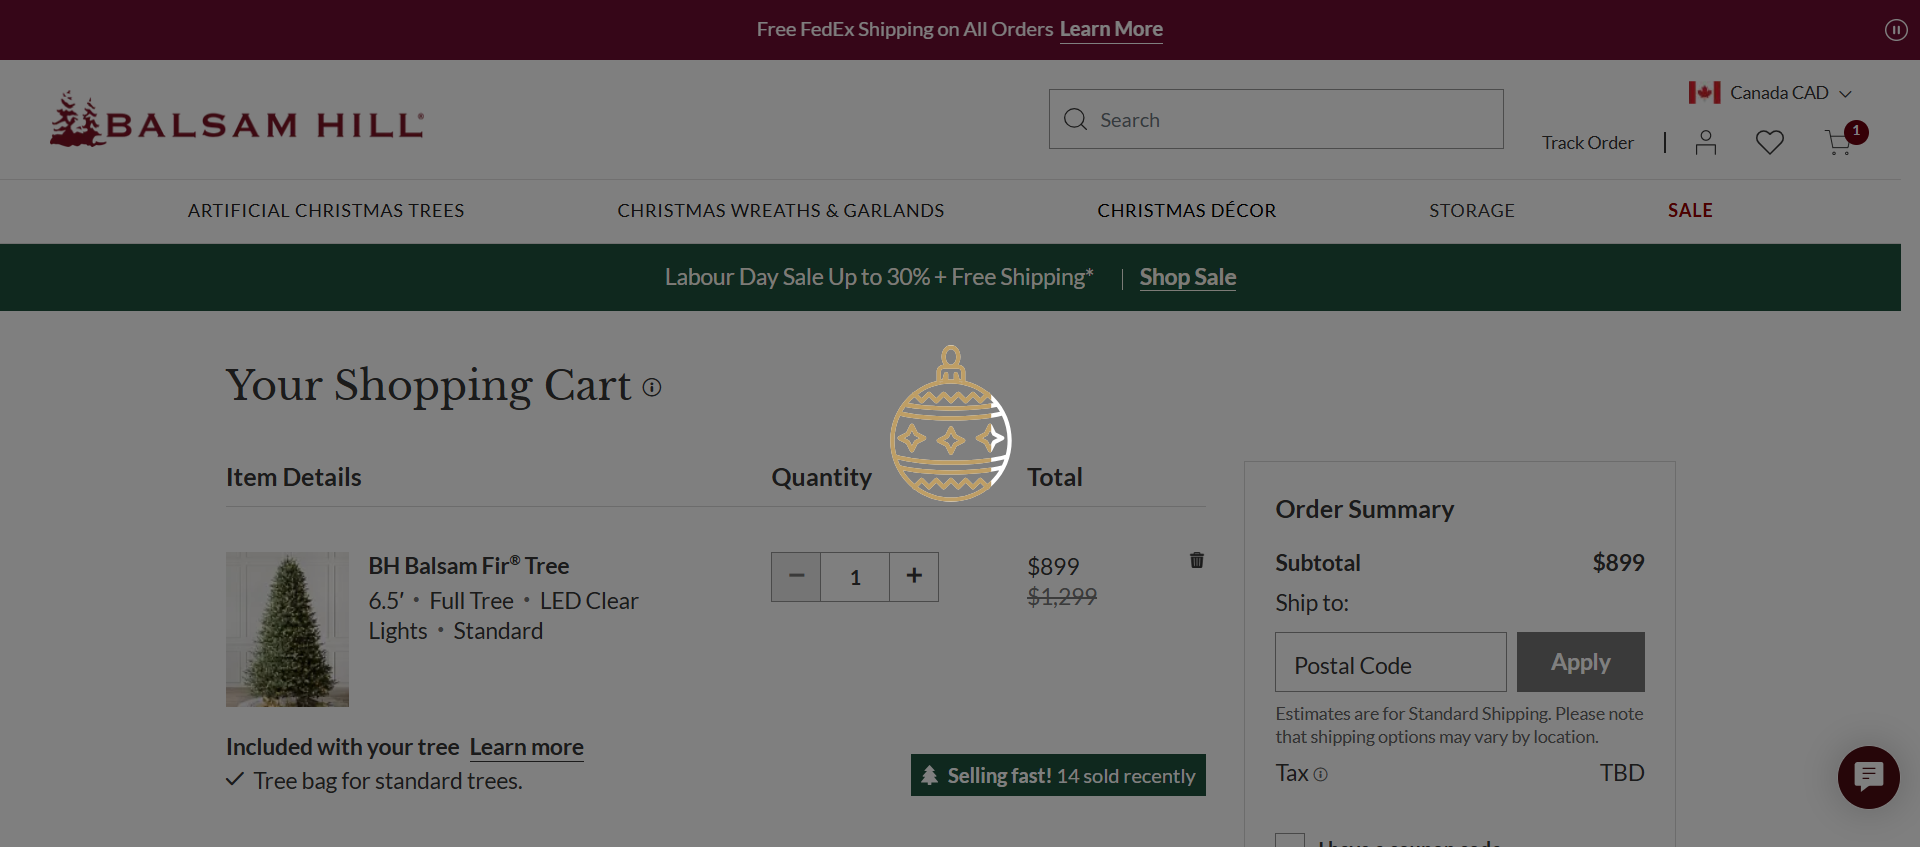 Free FedEx Shipping on All Orders Learn More
BALSAM HILL®
Search
Canada CAD
Track Order
1
ARTIFICIAL CHRISTMAS TREES
CHRISTMAS WREATHS & GARLANDS
CHRISTMAS DÉCOR
STORAGE
SALE
Labour Day Sale Up to 30% + Free Shipping* | Shop Sale
Your Shopping Cart
Item Details
Quantity
Total
BH Balsam Fir® Tree
6.5′ • Full Tree • LED Clear
Lights • Standard
− 1 +
$899
$1,299
Included with your tree Learn more
Tree bag for standard trees.
Selling fast! 14 sold recently
Order Summary
Subtotal $899
Ship to:
Postal Code
Apply
Estimates are for Standard Shipping. Please note
that shipping options may vary by location.
Tax TBD
I have a coupon code